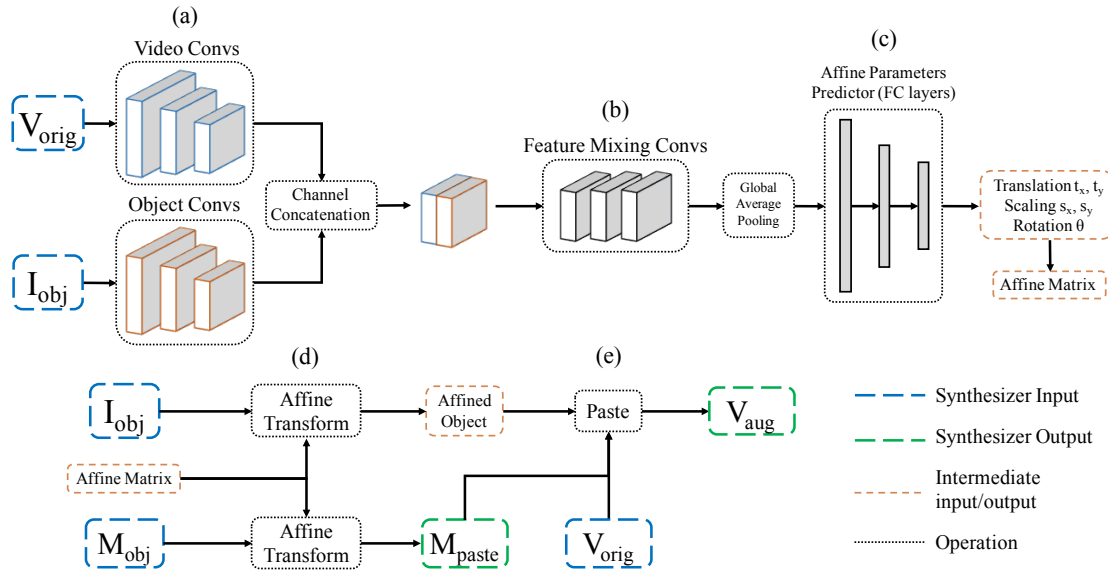 (a)
Video Convs
V_orig
Object Convs
I_obj
Channel
Concatenation
(b)
Feature Mixing Convs
Global
Average
Pooling
(c)
Affine Parameters
Predictor (FC layers)
Translation t_x, t_y
Scaling s_x, s_y
Rotation θ
Affine Matrix
(d)
(e)
I_obj
Affine
Transform
Affined
Object
Paste
V_aug
Affine Matrix
M_obj
Affine
Transform
M_paste
V_orig
Synthesizer Input
Synthesizer Output
Intermediate
input/output
Operation